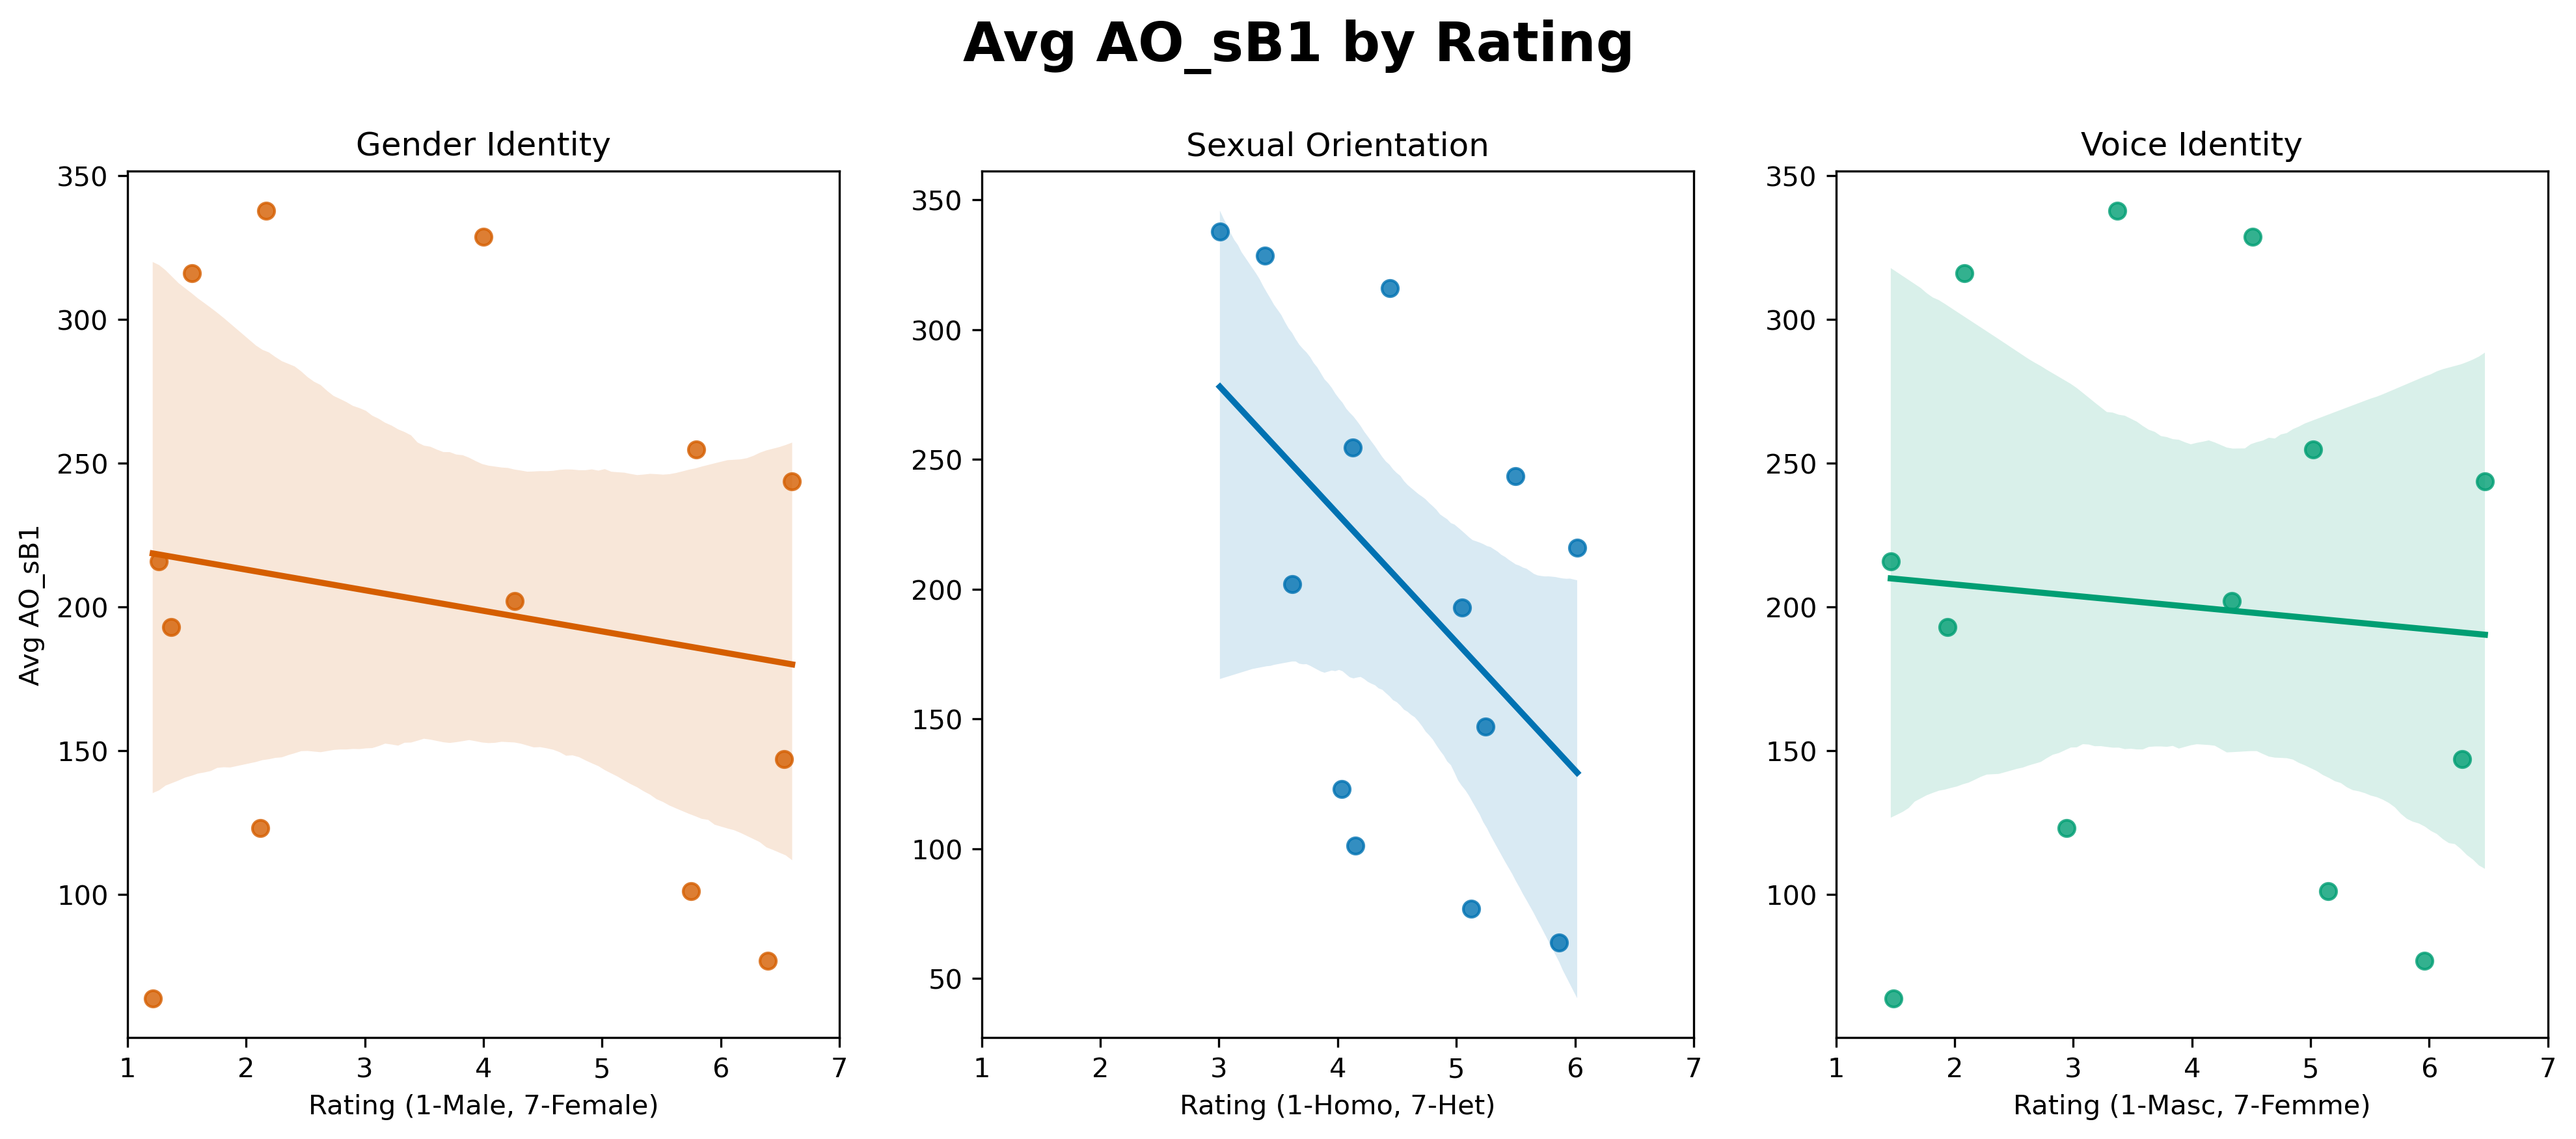 Avg AO_sB1 by Rating
Gender Identity
Sexual Orientation
Voice Identity
Avg AO_sB1
350
300
250
200
150
100
1 2 3 4 5 6 7
Rating (1-Male, 7-Female)
350
300
250
200
150
100
50
1 2 3 4 5 6 7
Rating (1-Homo, 7-Het)
350
300
250
200
150
100
1 2 3 4 5 6 7
Rating (1-Masc, 7-Femme)